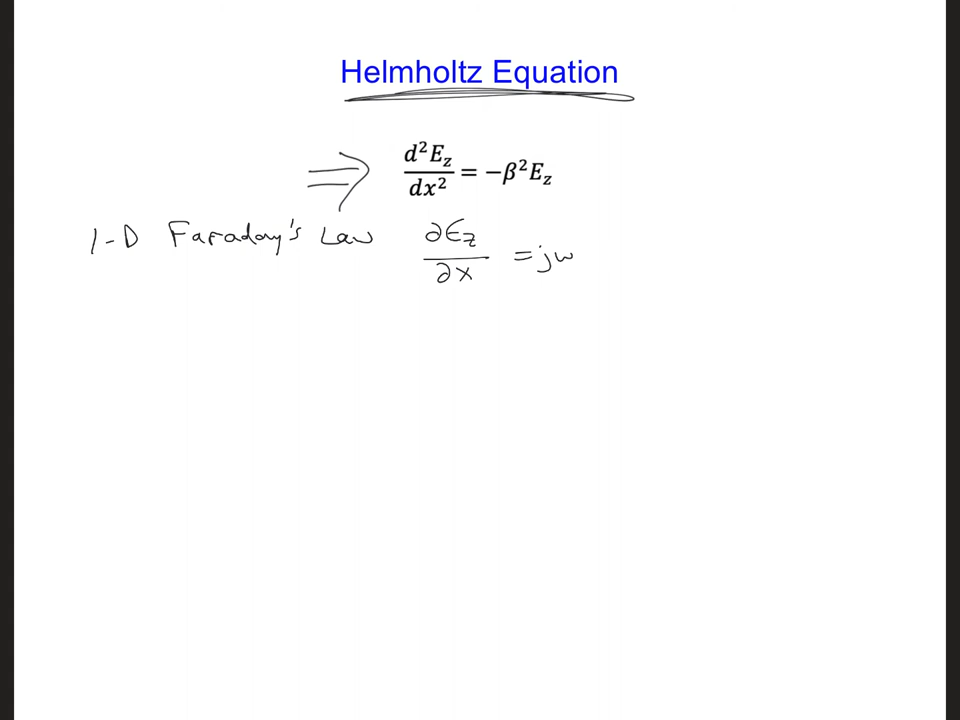 Helmholtz Equation
⇒ d²E_z/dx² = −β²E_z
1-D Faraday's Law ∂E_z/∂x = jω